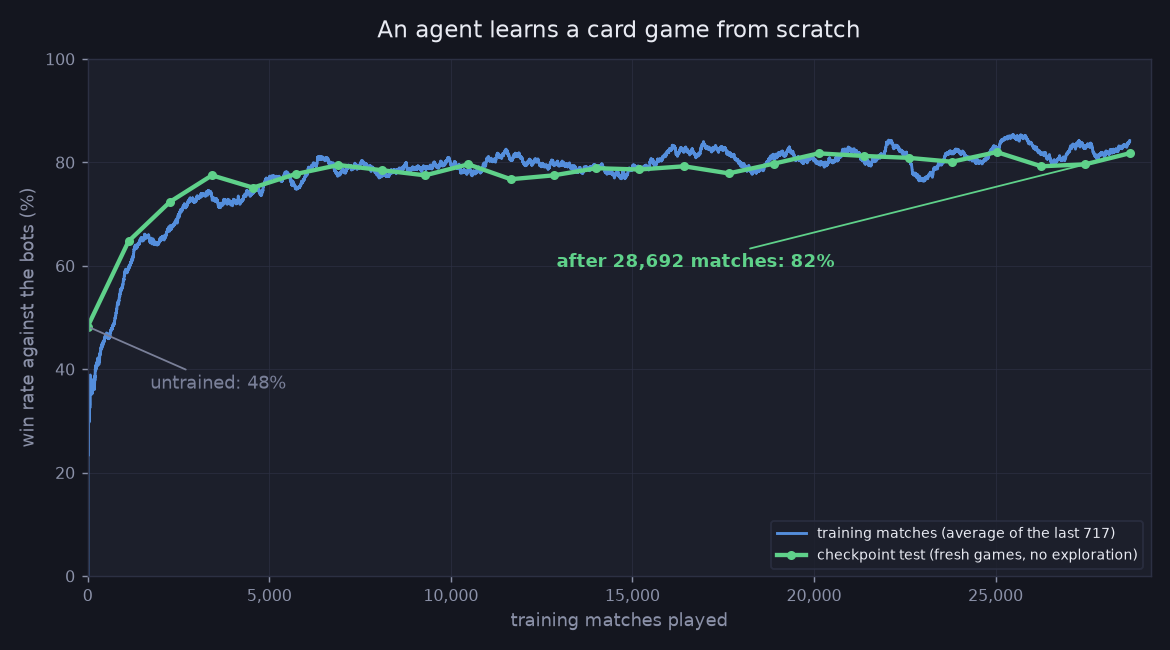 An agent learns a card game from scratch
100
80
60
40
20
0
win rate against the bots (%)
after 28,692 matches: 82%
untrained: 48%
training matches (average of the last 717)
checkpoint test (fresh games, no exploration)
0
5,000
10,000
15,000
20,000
25,000
training matches played